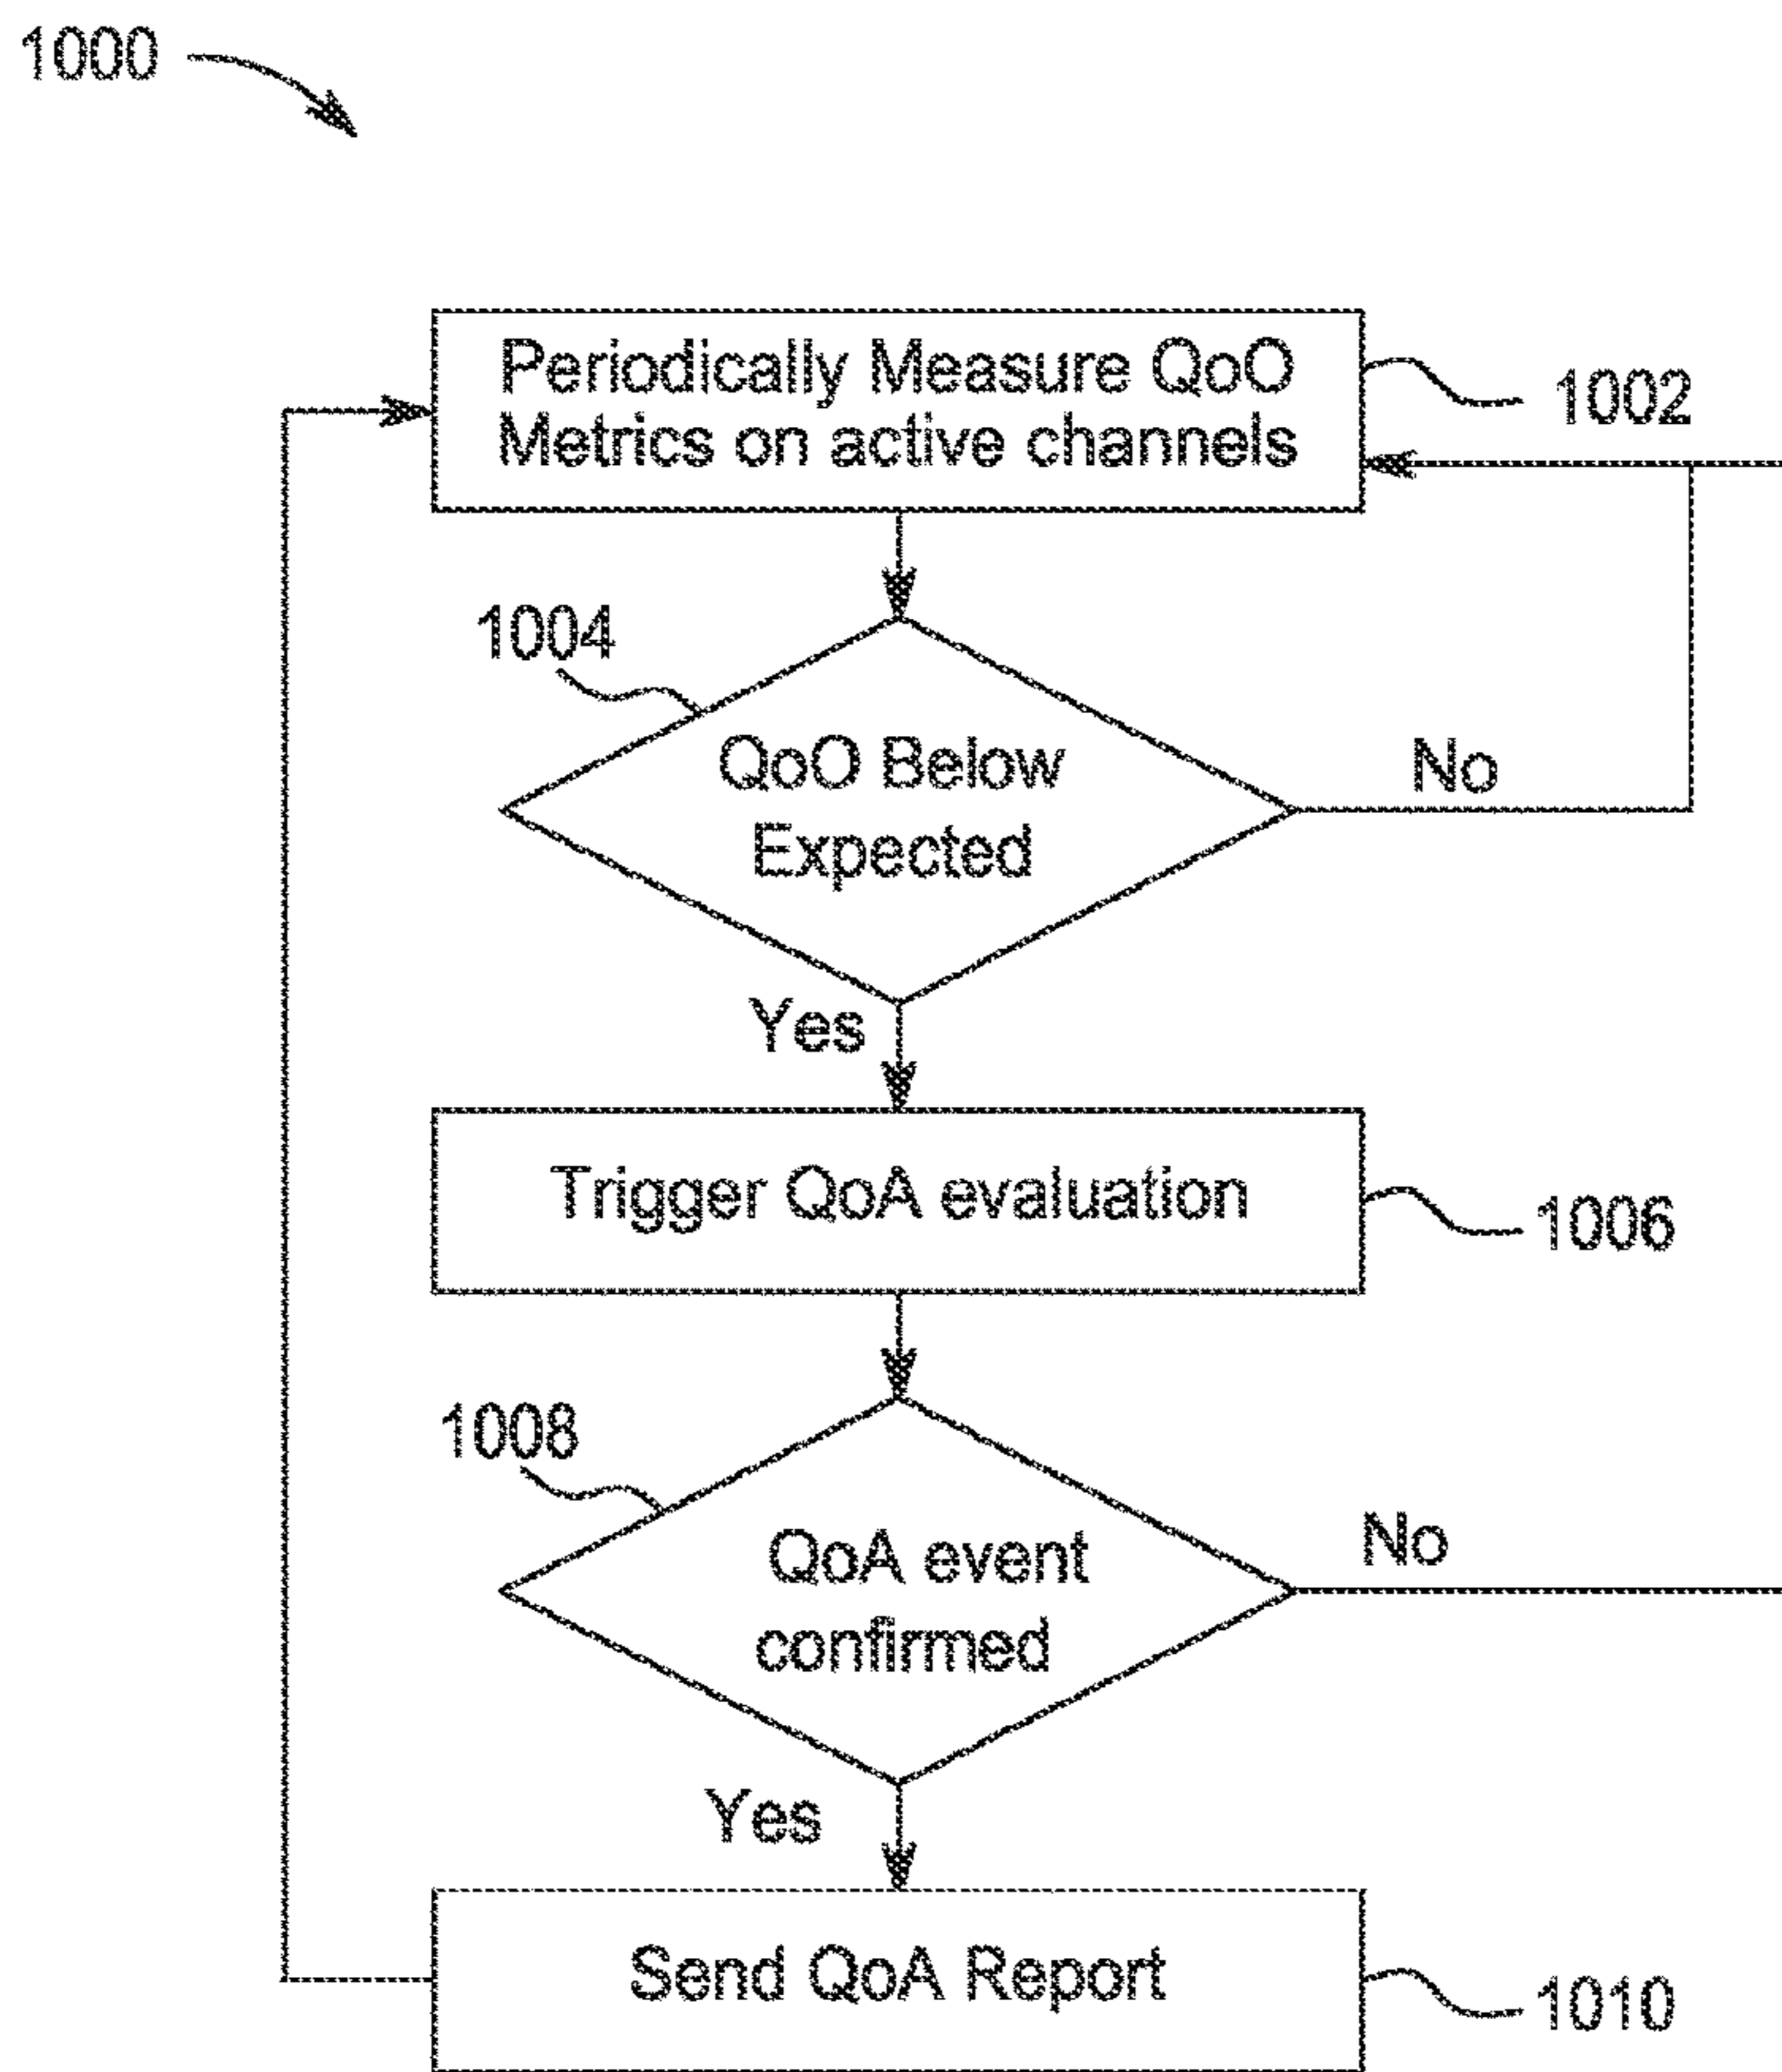 1000
Periodically Measure QoO
Metrics on active channels
1002
1004
QoO Below
Expected
No
Yes
Trigger QoA evaluation
1006
1008
QoA event
confirmed
No
Yes
Send QoA Report
1010